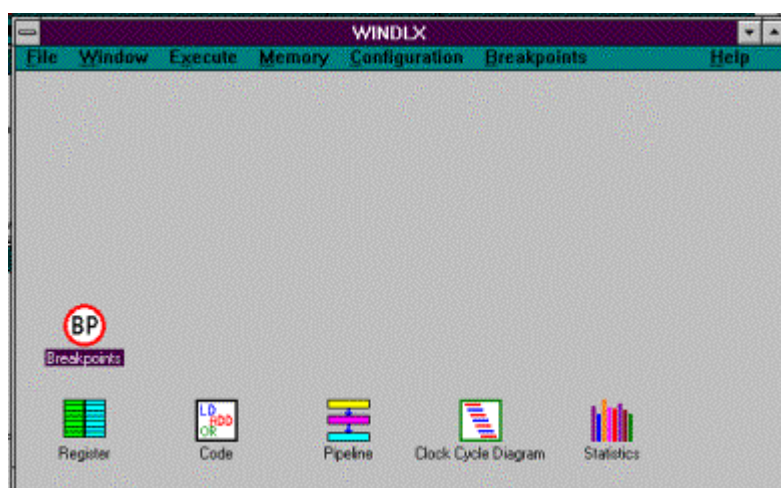 WINDLX
File Window Execute Memory Configuration Breakpoints Help
BP
Breakpoints
LD
ADD
OR
Register Code Pipeline Clock Cycle Diagram Statistics